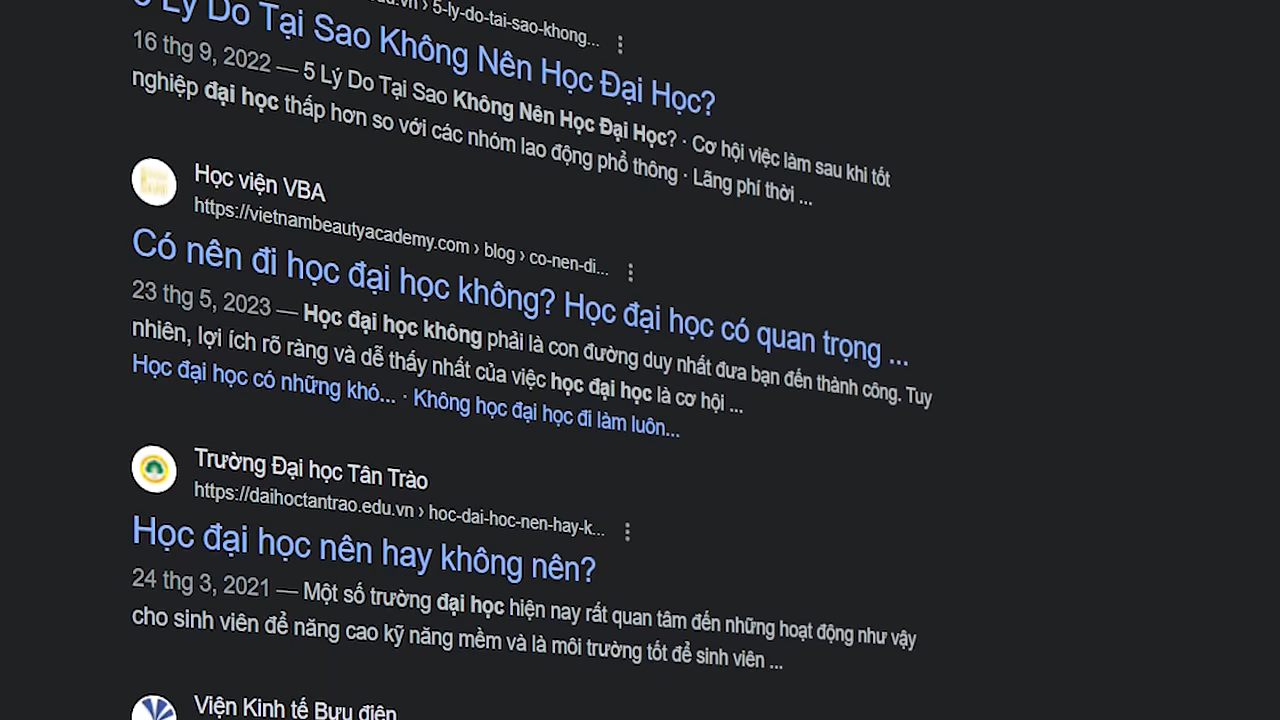 5-ly-do-tai-sao-khong...
5 Lý Do Tại Sao Không Nên Học Đại Học?
16 thg 9, 2022 — 5 Lý Do Tại Sao Không Nên Học Đại Học? · Cơ hội việc làm sau khi tốt
nghiệp đại học thấp hơn so với các nhóm lao động phổ thông · Lãng phí thời ...
Học viện VBA
https://vietnambeautyacademy.com › blog › co-nen-di...
Có nên đi học đại học không? Học đại học có quan trọng ...
23 thg 5, 2023 — Học đại học không phải là con đường duy nhất đưa bạn đến thành công. Tuy
nhiên, lợi ích rõ ràng và dễ thấy nhất của việc học đại học là cơ hội ...
Học đại học có những khó... · Không học đại học đi làm luôn...
Trường Đại học Tân Trào
https://daihoctantrao.edu.vn › hoc-dai-hoc-nen-hay-k...
Học đại học nên hay không nên?
24 thg 3, 2021 — Một số trường đại học hiện nay rất quan tâm đến những hoạt động như vậy
cho sinh viên để năng cao kỹ năng mềm và là môi trường tốt để sinh viên ...
Viện Kinh tế Bưu điện